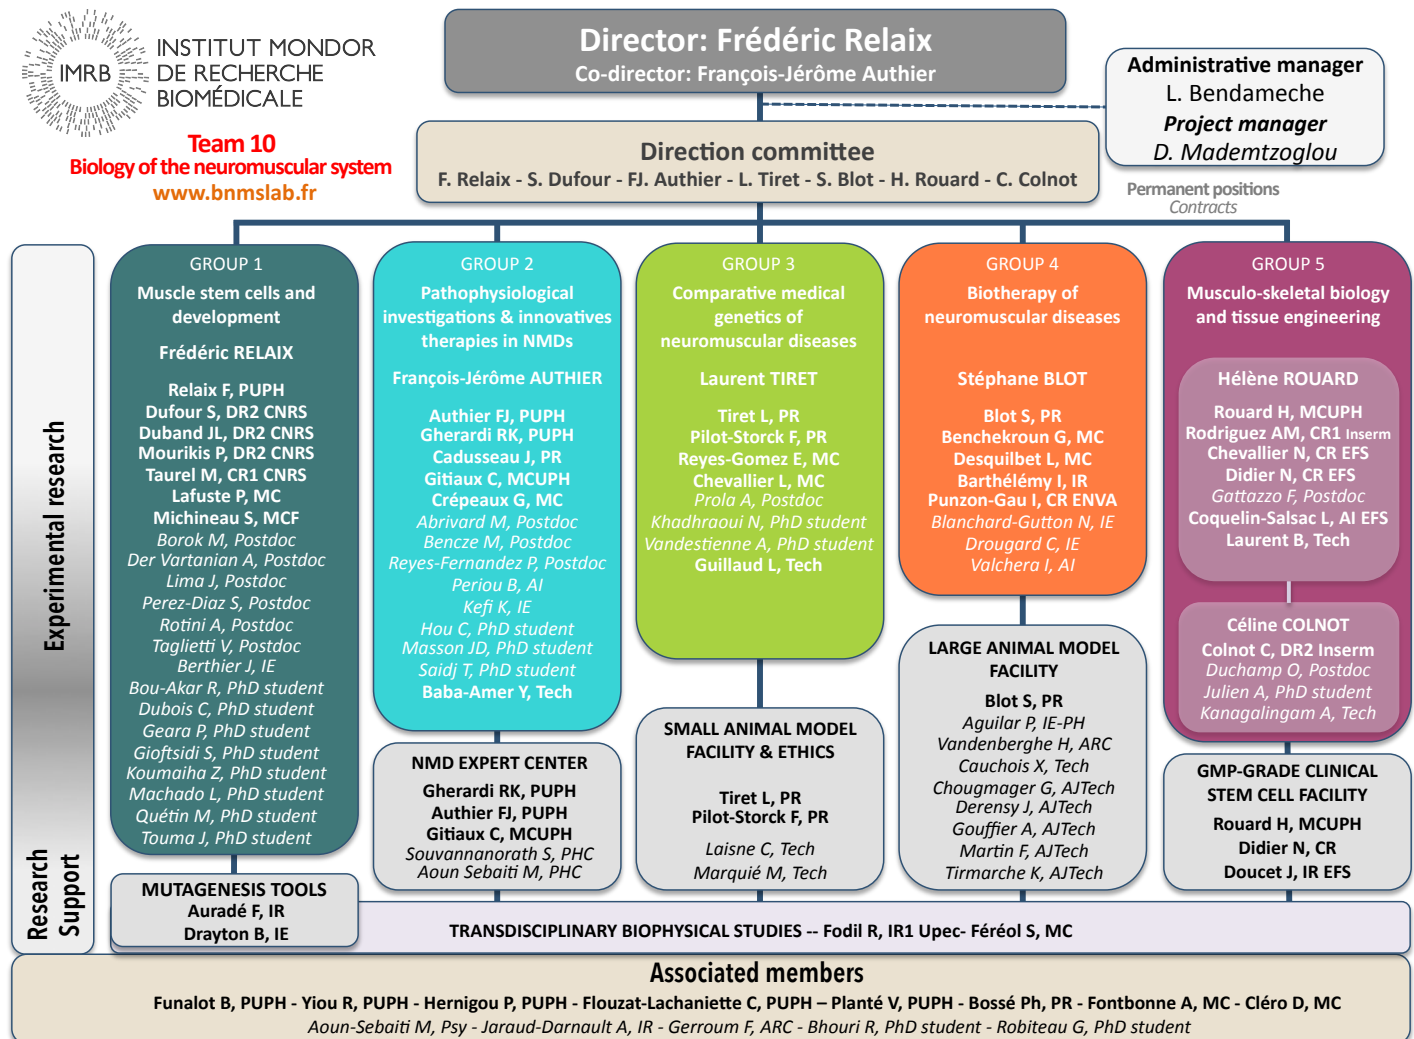 IMRB
INSTITUT MONDOR
DE RECHERCHE
BIOMÉDICALE
Team 10
Biology of the neuromuscular system
www.bnmslab.fr
Director: Frédéric Relaix
Co-director: François-Jérôme Authier
Administrative manager
L. Bendameche
Project manager
D. Mademtzoglou
Direction committee
F. Relaix - S. Dufour - FJ. Authier - L. Tiret - S. Blot - H. Rouard - C. Colnot
Permanent positions
Contracts
Experimental research
Research
Support
GROUP 1
Muscle stem cells and
development
Frédéric RELAIX
Relaix F, PUPH
Dufour S, DR2 CNRS
Duband JL, DR2 CNRS
Mourikis P, DR2 CNRS
Taurel M, CR1 CNRS
Lafuste P, MC
Michineau S, MCF
Borok M, Postdoc
Der Vartanian A, Postdoc
Lima J, Postdoc
Perez-Diaz S, Postdoc
Rotini A, Postdoc
Taglietti V, Postdoc
Berthier J, IE
Bou-Akar R, PhD student
Dubois C, PhD student
Geara P, PhD student
Gioftsidi S, PhD student
Koumaiha Z, PhD student
Machado L, PhD student
Quétin M, PhD student
Touma J, PhD student
MUTAGENESIS TOOLS
Auradé F, IR
Drayton B, IE
GROUP 2
Pathophysiological
investigations & innovatives
therapies in NMDs
François-Jérôme AUTHIER
Authier FJ, PUPH
Gherardi RK, PUPH
Cadusseau J, PR
Gitiaux C, MCUPH
Crépeaux G, MC
Abrivard M, Postdoc
Bencze M, Postdoc
Reyes-Fernandez P, Postdoc
Periou B, AI
Kefi K, IE
Hou C, PhD student
Masson JD, PhD student
Saidj T, PhD student
Baba-Amer Y, Tech
NMD EXPERT CENTER
Gherardi RK, PUPH
Authier FJ, PUPH
Gitiaux C, MCUPH
Souvannanorath S, PHC
Aoun Sebaiti M, PHC
GROUP 3
Comparative medical
genetics of
neuromuscular diseases
Laurent TIRET
Tiret L, PR
Pilot-Storck F, PR
Reyes-Gomez E, MC
Chevallier L, MC
Prola A, Postdoc
Khadhraoui N, PhD student
Vandestienne A, PhD student
Guillaud L, Tech
SMALL ANIMAL MODEL
FACILITY & ETHICS
Tiret L, PR
Pilot-Storck F, PR
Laisne C, Tech
Marquié M, Tech
GROUP 4
Biotherapy of
neuromuscular diseases
Stéphane BLOT
Blot S, PR
Benchekroun G, MC
Desquilbet L, MC
Barthélémy I, IR
Punzon-Gau I, CR ENVA
Blanchard-Gutton N, IE
Drougard C, IE
Valchera I, AI
LARGE ANIMAL MODEL
FACILITY
Blot S, PR
Aguilar P, IE-PH
Vandenberghe H, ARC
Cauchois X, Tech
Chougmager G, AJTech
Derensy J, AJTech
Gouffier A, AJTech
Martin F, AJTech
Tirmarche K, AJTech
GROUP 5
Musculo-skeletal biology
and tissue engineering
Hélène ROUARD
Rouard H, MCUPH
Rodriguez AM, CR1 Inserm
Chevallier N, CR EFS
Didier N, CR EFS
Gattazzo F, Postdoc
Coquelin-Salsac L, AI EFS
Laurent B, Tech
Céline COLNOT
Colnot C, DR2 Inserm
Duchamp O, Postdoc
Julien A, PhD student
Kanagalingam A, Tech
GMP-GRADE CLINICAL
STEM CELL FACILITY
Rouard H, MCUPH
Didier N, CR
Doucet J, IR EFS
TRANSDISCIPLINARY BIOPHYSICAL STUDIES -- Fodil R, IR1 Upec- Féréol S, MC
Associated members
Funalot B, PUPH - Yiou R, PUPH - Hernigou P, PUPH - Flouzat-Lachaniette C, PUPH – Planté V, PUPH - Bossé Ph, PR - Fontbonne A, MC - Cléro D, MC
Aoun-Sebaiti M, Psy - Jaraud-Darnault A, IR - Gerroum F, ARC - Bhouri R, PhD student - Robiteau G, PhD student